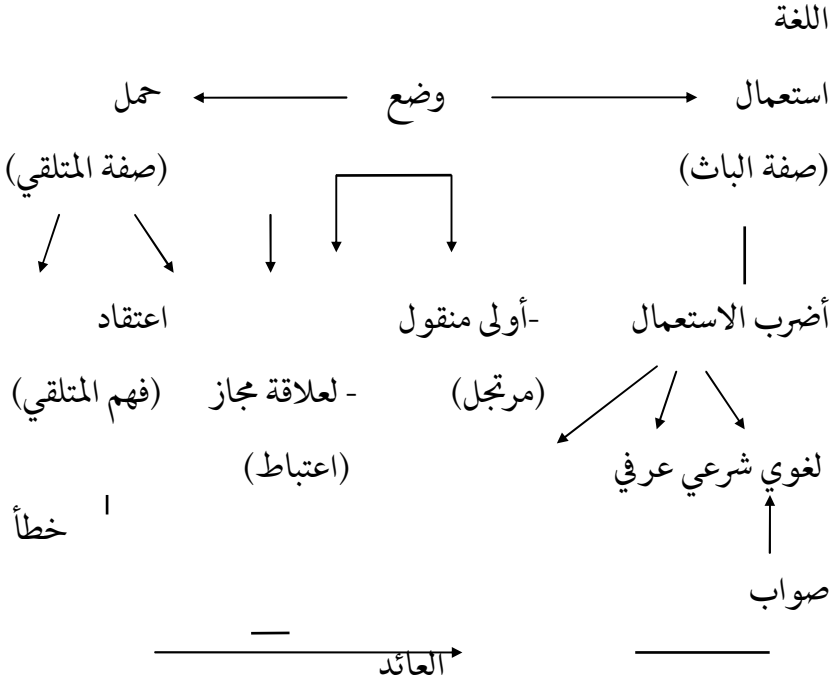 اللغة
استعمال وضع حمل
(صفة الباث) (صفة المتلقي)
أضرب الاستعمال -أولى منقول اعتقاد
(مرتجل) - لعلاقة مجاز (فهم المتلقي)
لغوي شرعي عرفي (اعتباط)
خطأ
صواب
العائد